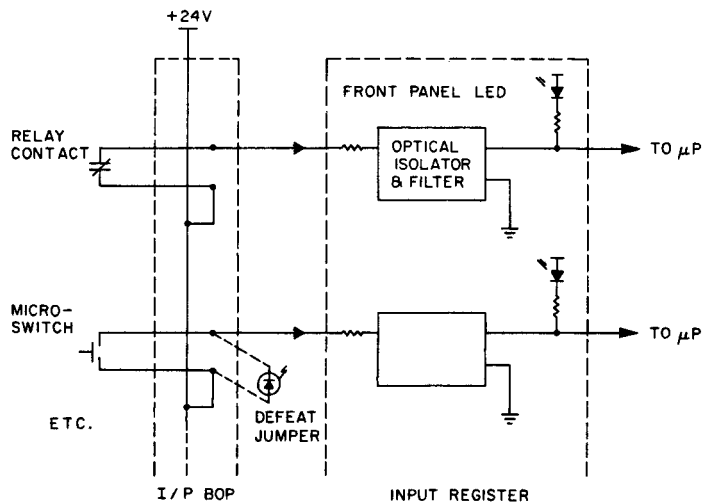 +24V
FRONT PANEL LED
RELAY
CONTACT
OPTICAL
ISOLATOR
& FILTER
TO μP
MICRO-
SWITCH
TO μP
DEFEAT
JUMPER
ETC.
I/P BOP
INPUT REGISTER